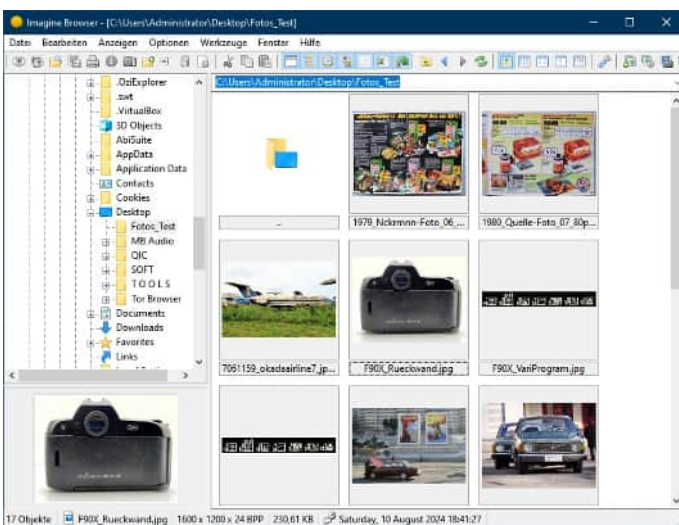 Imagine Browser - [C:\Users\Administrator\Desktop\Fotos_Test]
Datei Bearbeiten Anzeigen Optionen Werkzeuge Fenster Hilfe
C:\Users\Administrator\Desktop\Fotos_Test
.OziExplorer
.swt
.VirtualBox
3D Objects
AbiSuite
AppData
Application Data
Contacts
Cookies
Desktop
Fotos_Test
MB Audio
QIC
SOFT
T O O L S
Tor Browser
Documents
Downloads
Favorites
Links
..
1979_Nckrmnn-Foto_06_...
1980_Quelle-Foto_07_80p...
7061159_okadaairline7_jp...
F90X_Rueckwand.jpg
F90X_VariProgram.jpg
17 Objekte
F90X_Rueckwand.jpg
1600 x 1200 x 24 BPP
230,61 KB
Saturday, 10 August 2024 18:41:27